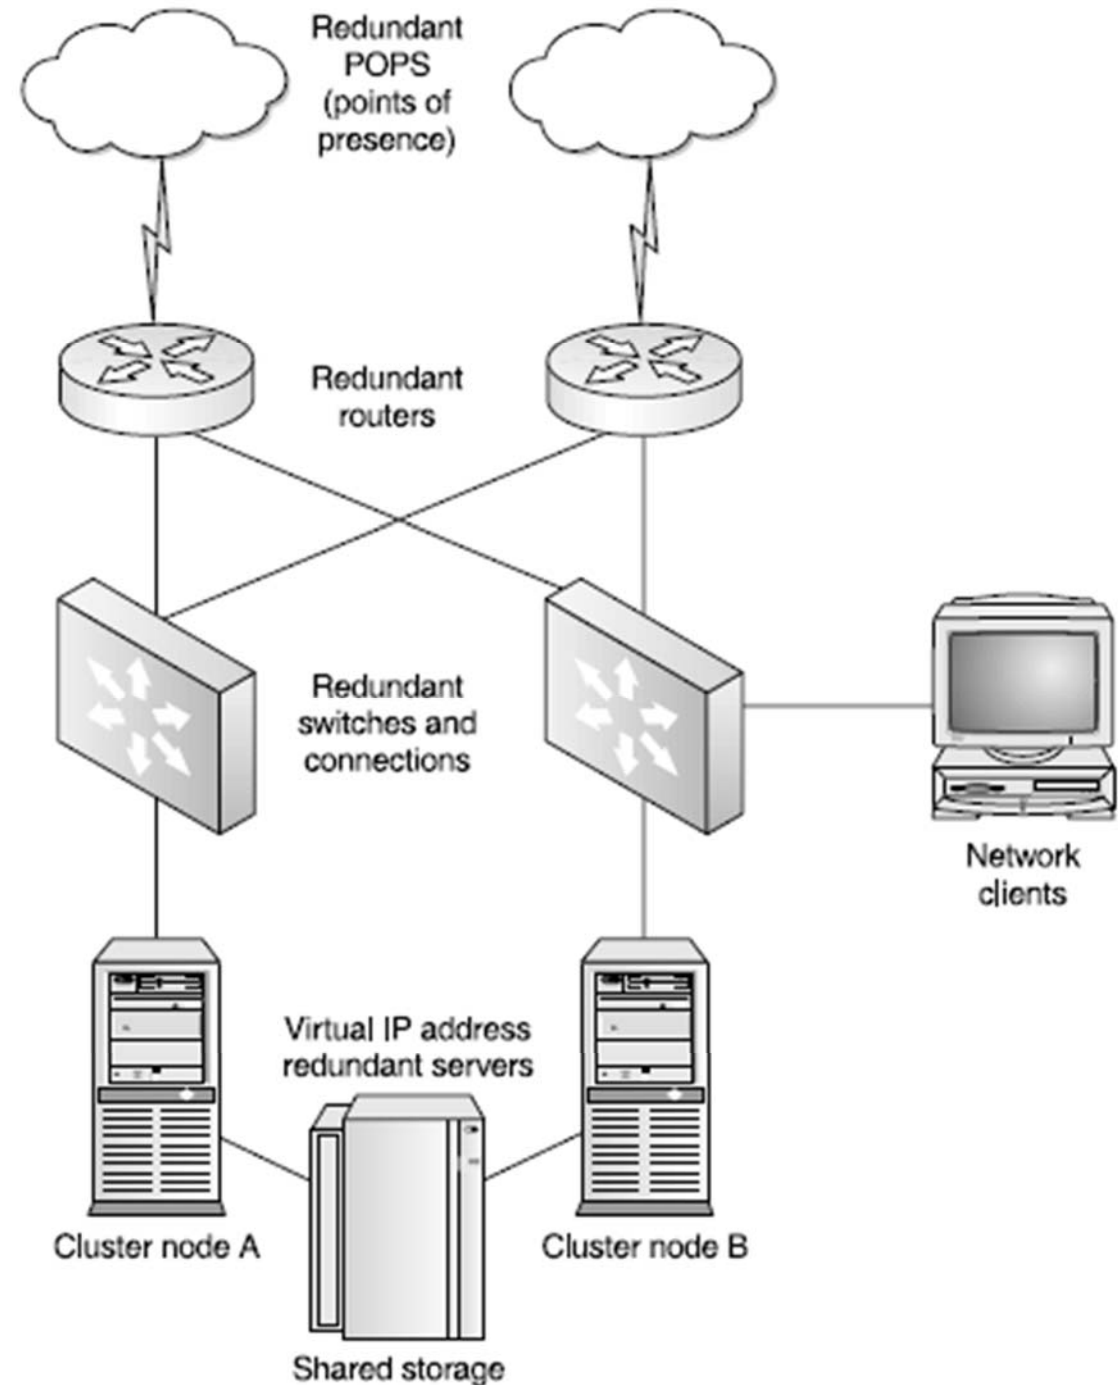 Redundant
POPS
(points of
presence)
Redundant
routers
Redundant
switches and
connections
Network
clients
Virtual IP address
redundant servers
Cluster node A
Cluster node B
Shared storage